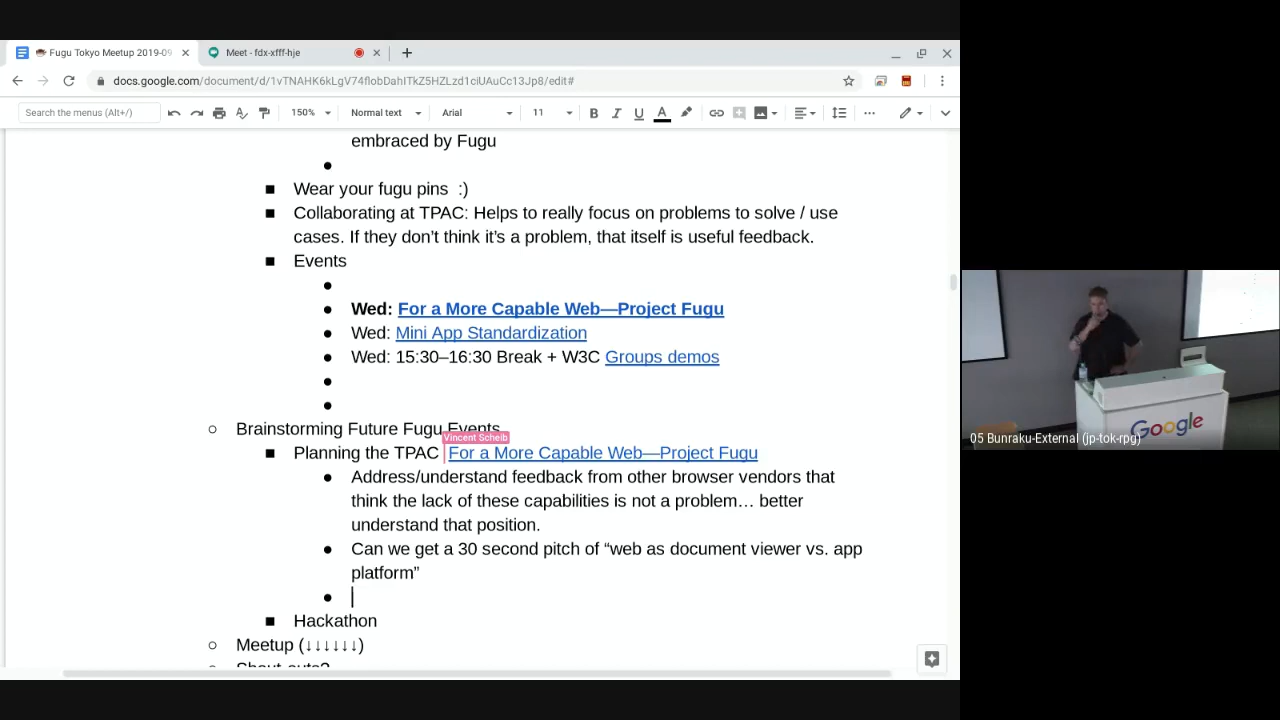 Fugu Tokyo Meetup 2019-09
Meet - fdx-xfff-hje
docs.google.com/document/d/1vTNAHK6kLgV74flobDahITkZ5HZLzd1ciUAuCc13Jp8/edit#
Search the menus (Alt+/)
150%
Normal text
Arial
11
B I U A
embraced by Fugu
Wear your fugu pins :)
Collaborating at TPAC: Helps to really focus on problems to solve / use
cases. If they don’t think it’s a problem, that itself is useful feedback.
Events
Wed: For a More Capable Web—Project Fugu
Wed: Mini App Standardization
Wed: 15:30–16:30 Break + W3C Groups demos
Brainstorming Future Fugu Events
Vincent Scheib
Planning the TPAC For a More Capable Web—Project Fugu
Address/understand feedback from other browser vendors that
think the lack of these capabilities is not a problem… better
understand that position.
Can we get a 30 second pitch of “web as document viewer vs. app
platform”
Hackathon
Meetup (↓↓↓↓↓↓)
Shout-outs?
Google
05 Bunraku-External (jp-tok-rpg)